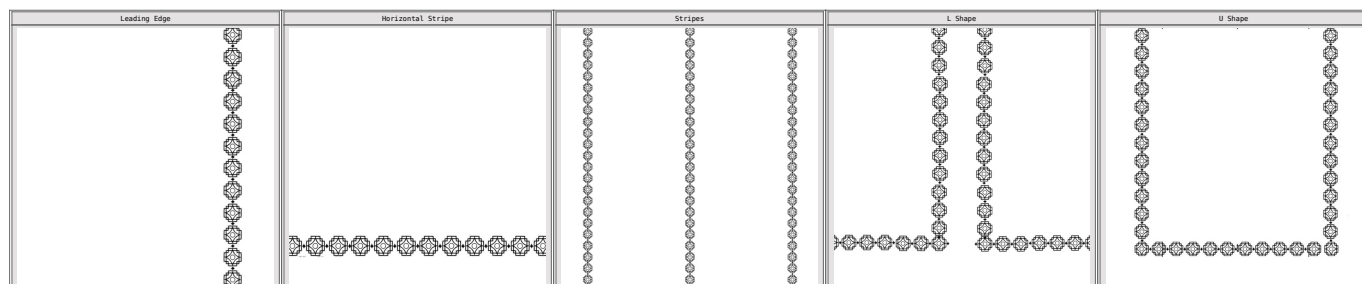 Leading Edge
Horizontal Stripe
Stripes
L Shape
U Shape